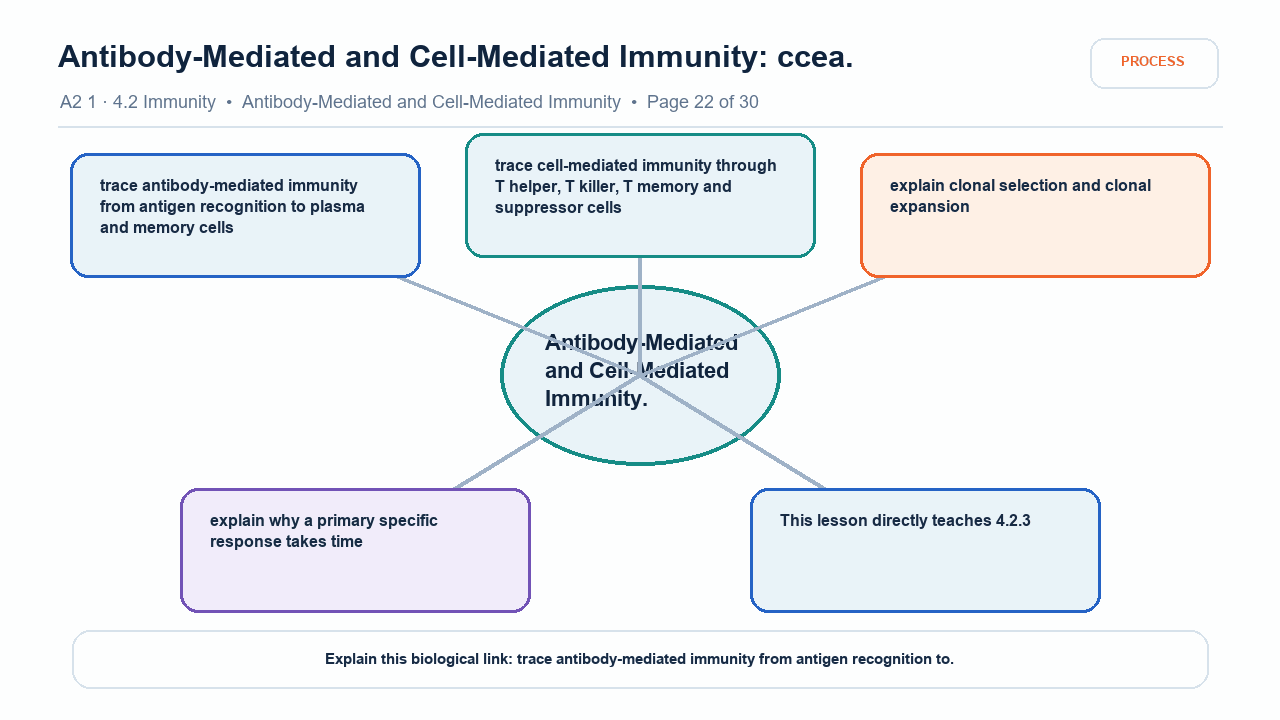 Antibody-Mediated and Cell-Mediated Immunity: ccea.
PROCESS
A2 1 · 4.2 Immunity • Antibody-Mediated and Cell-Mediated Immunity • Page 22 of 30
trace antibody-mediated immunity
from antigen recognition to plasma
and memory cells
trace cell-mediated immunity through
T helper, T killer, T memory and
suppressor cells
explain clonal selection and clonal
expansion
Antibody-Mediated
and Cell-Mediated
Immunity.
explain why a primary specific
response takes time
This lesson directly teaches 4.2.3
Explain this biological link: trace antibody-mediated immunity from antigen recognition to.